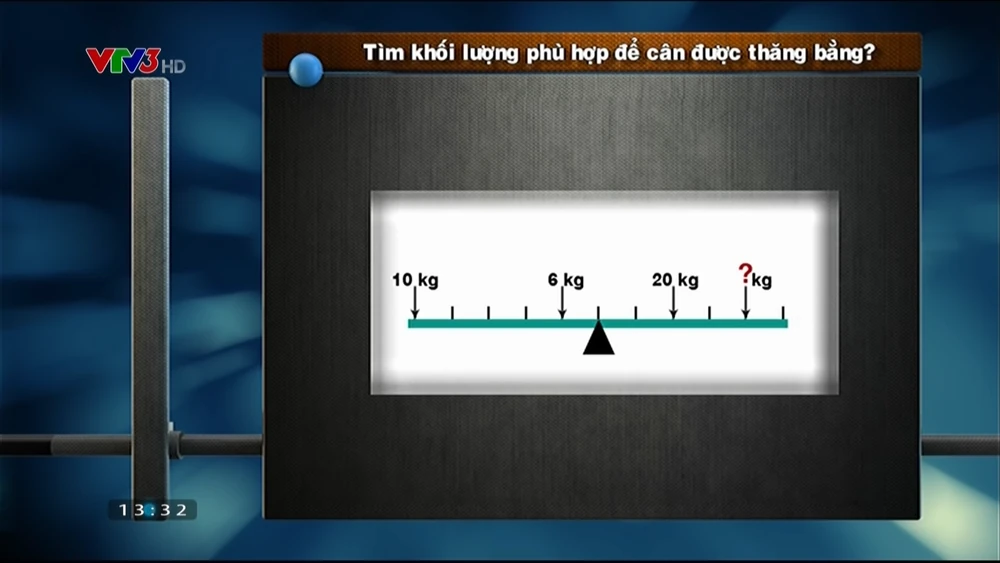 VTV3 HD
Tìm khối lượng phù hợp để cân được thăng bằng?
10 kg 6 kg 20 kg ? kg
13:32